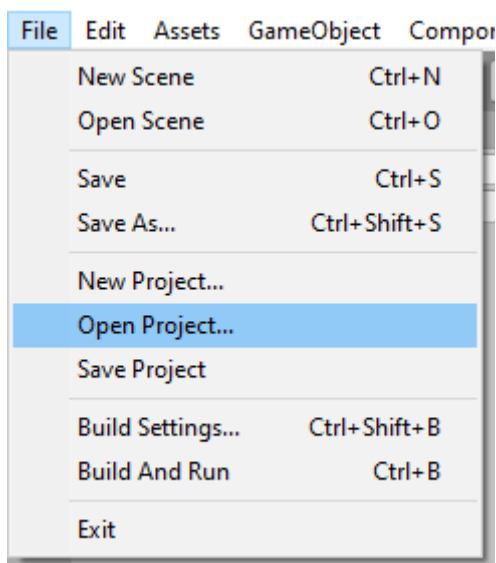 File Edit Assets GameObject
New Scene Ctrl+N
Open Scene Ctrl+O
Save Ctrl+S
Save As... Ctrl+Shift+S
New Project...
Open Project...
Save Project
Build Settings... Ctrl+Shift+B
Build And Run Ctrl+B
Exit